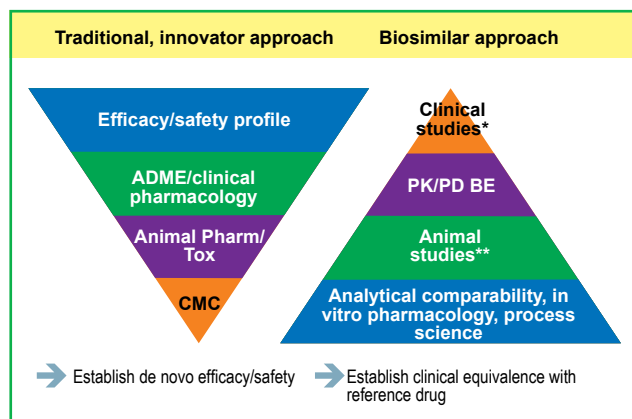 Traditional, innovator approach
Biosimilar approach
Efficacy/safety profile
ADME/clinical
pharmacology
Animal Pharm/
Tox
CMC
Clinical
studies*
PK/PD BE
Animal
studies**
Analytical comparability, in
vitro pharmacology, process
science
Establish de novo efficacy/safety
Establish clinical equivalence with
reference drug